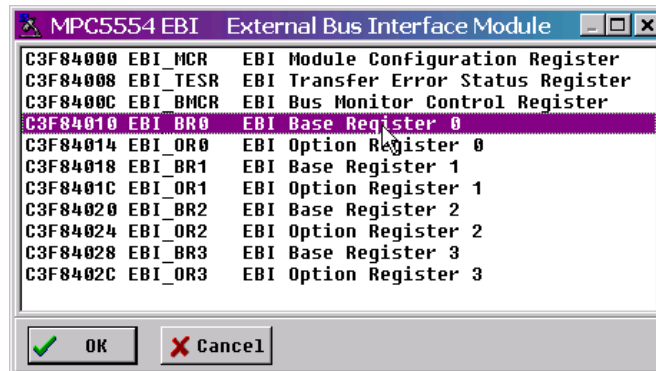 MPC5554 EBI External Bus Interface Module
C3F84000 EBI_MCR EBI Module Configuration Register
C3F84008 EBI_TESR EBI Transfer Error Status Register
C3F8400C EBI_BMCR EBI Bus Monitor Control Register
C3F84010 EBI_BR0 EBI Base Register 0
C3F84014 EBI_OR0 EBI Option Register 0
C3F84018 EBI_BR1 EBI Base Register 1
C3F8401C EBI_OR1 EBI Option Register 1
C3F84020 EBI_BR2 EBI Base Register 2
C3F84024 EBI_OR2 EBI Option Register 2
C3F84028 EBI_BR3 EBI Base Register 3
C3F8402C EBI_OR3 EBI Option Register 3
OK Cancel